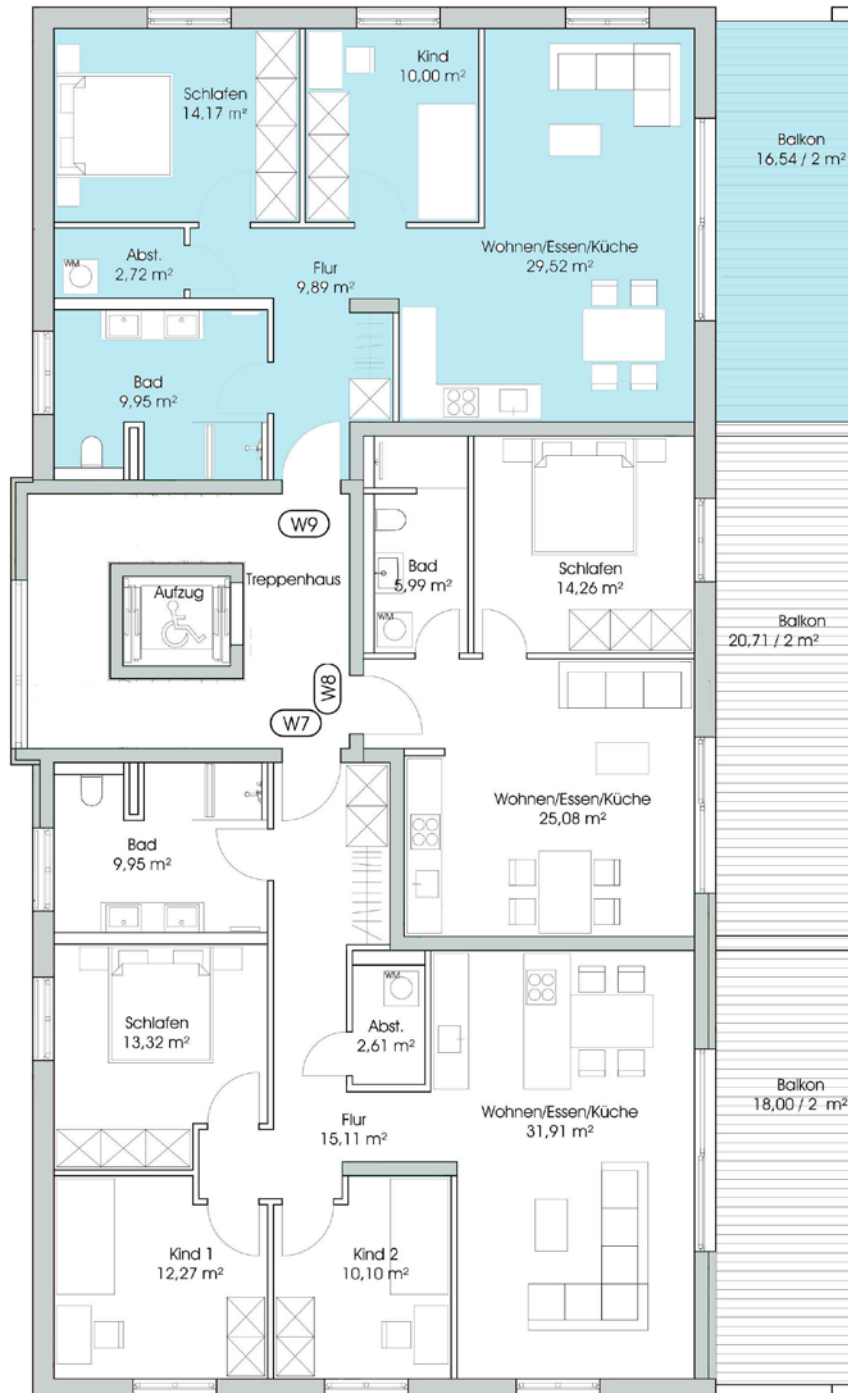 Schlafen
14,17 m²
Kind
10,00 m²
Balkon
16,54 / 2 m²
Abst.
2,72 m²
WM
Flur
9,89 m²
Wohnen/Essen/Küche
29,52 m²
Bad
9,95 m²
W9
Treppenhaus
Aufzug
Bad
5,99 m²
WM
Schlafen
14,26 m²
Balkon
20,71 / 2 m²
W8
W7
Wohnen/Essen/Küche
25,08 m²
Bad
9,95 m²
Schlafen
13,32 m²
WM
Abst.
2,61 m²
Flur
15,11 m²
Wohnen/Essen/Küche
31,91 m²
Balkon
18,00 / 2 m²
Kind 1
12,27 m²
Kind 2
10,10 m²